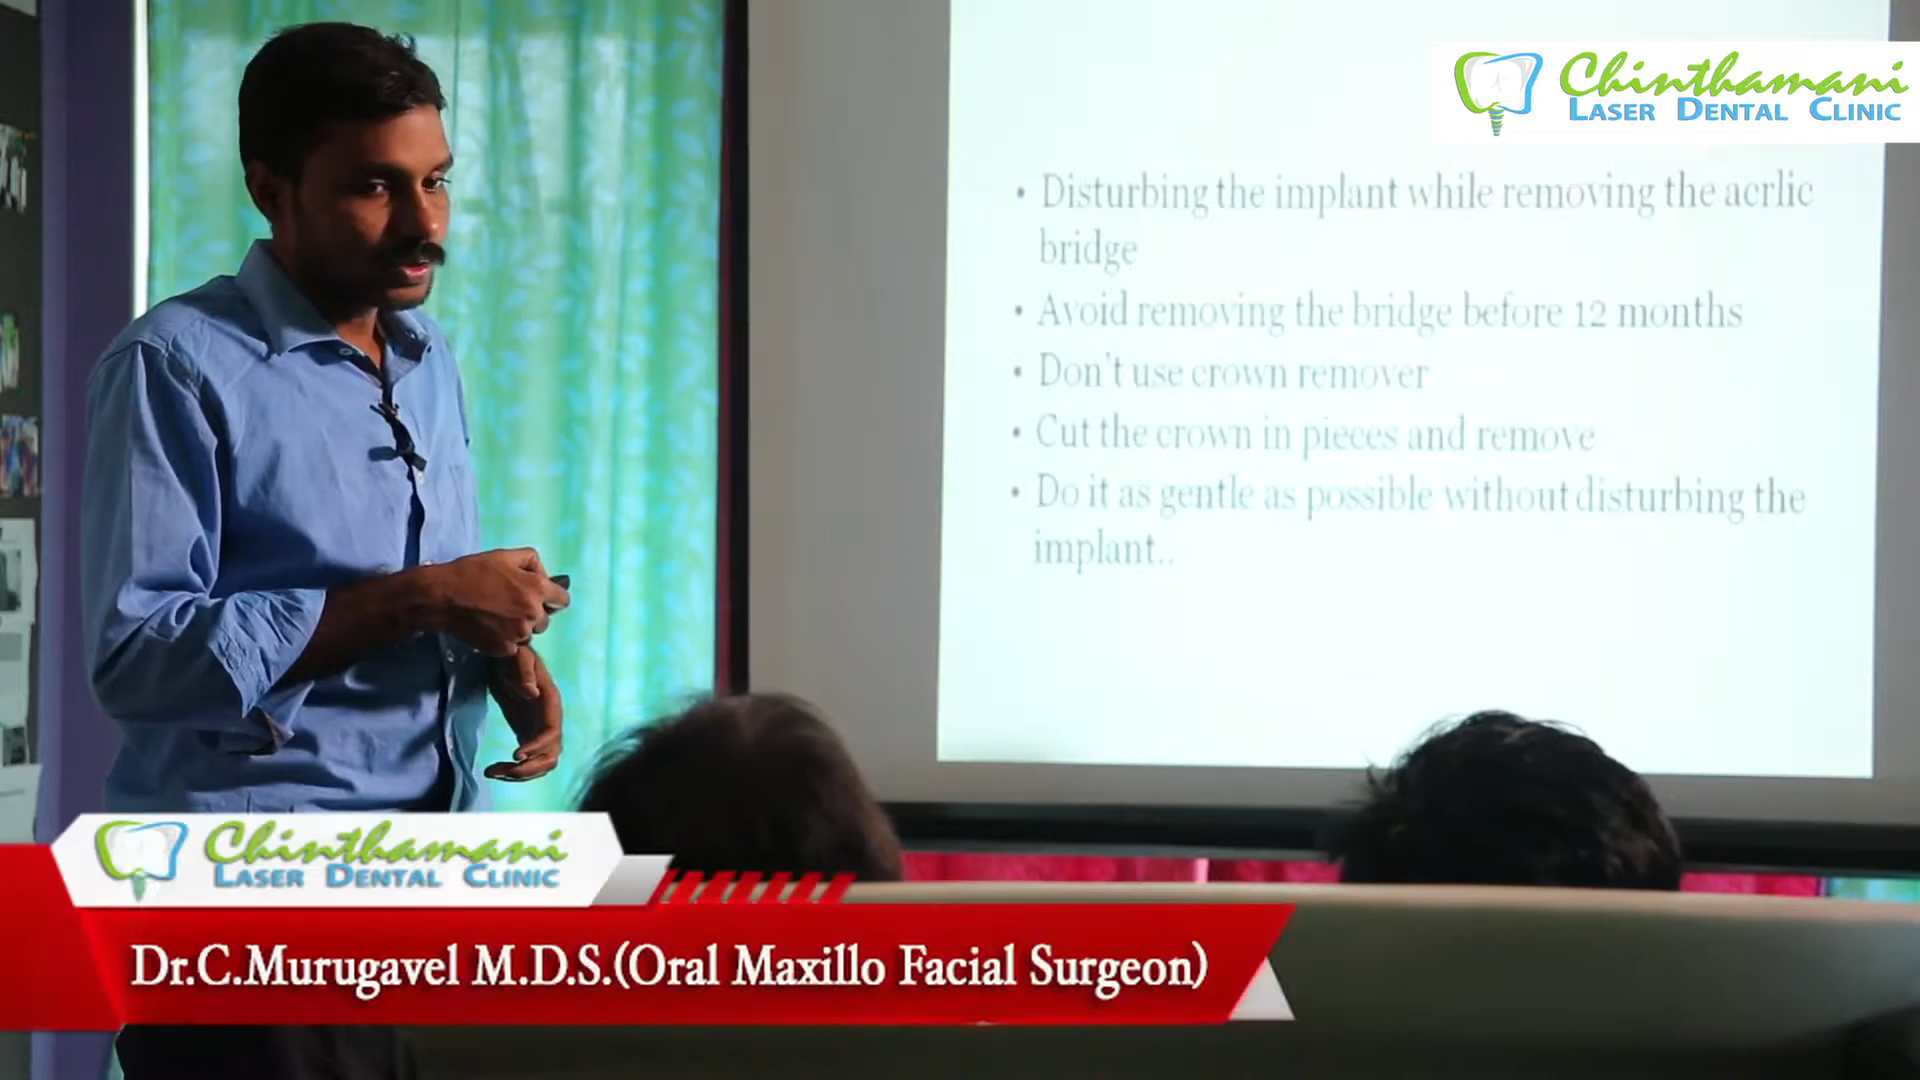 Chinthamani
LASER DENTAL CLINIC
• Disturbing the implant while removing the acrlic
bridge
• Avoid removing the bridge before 12 months
• Don't use crown remover
• Cut the crown in pieces and remove
• Do it as gentle as possible without disturbing the
implant..
Chinthamani
LASER DENTAL CLINIC
Dr.C.Murugavel M.D.S.(Oral Maxillo Facial Surgeon)